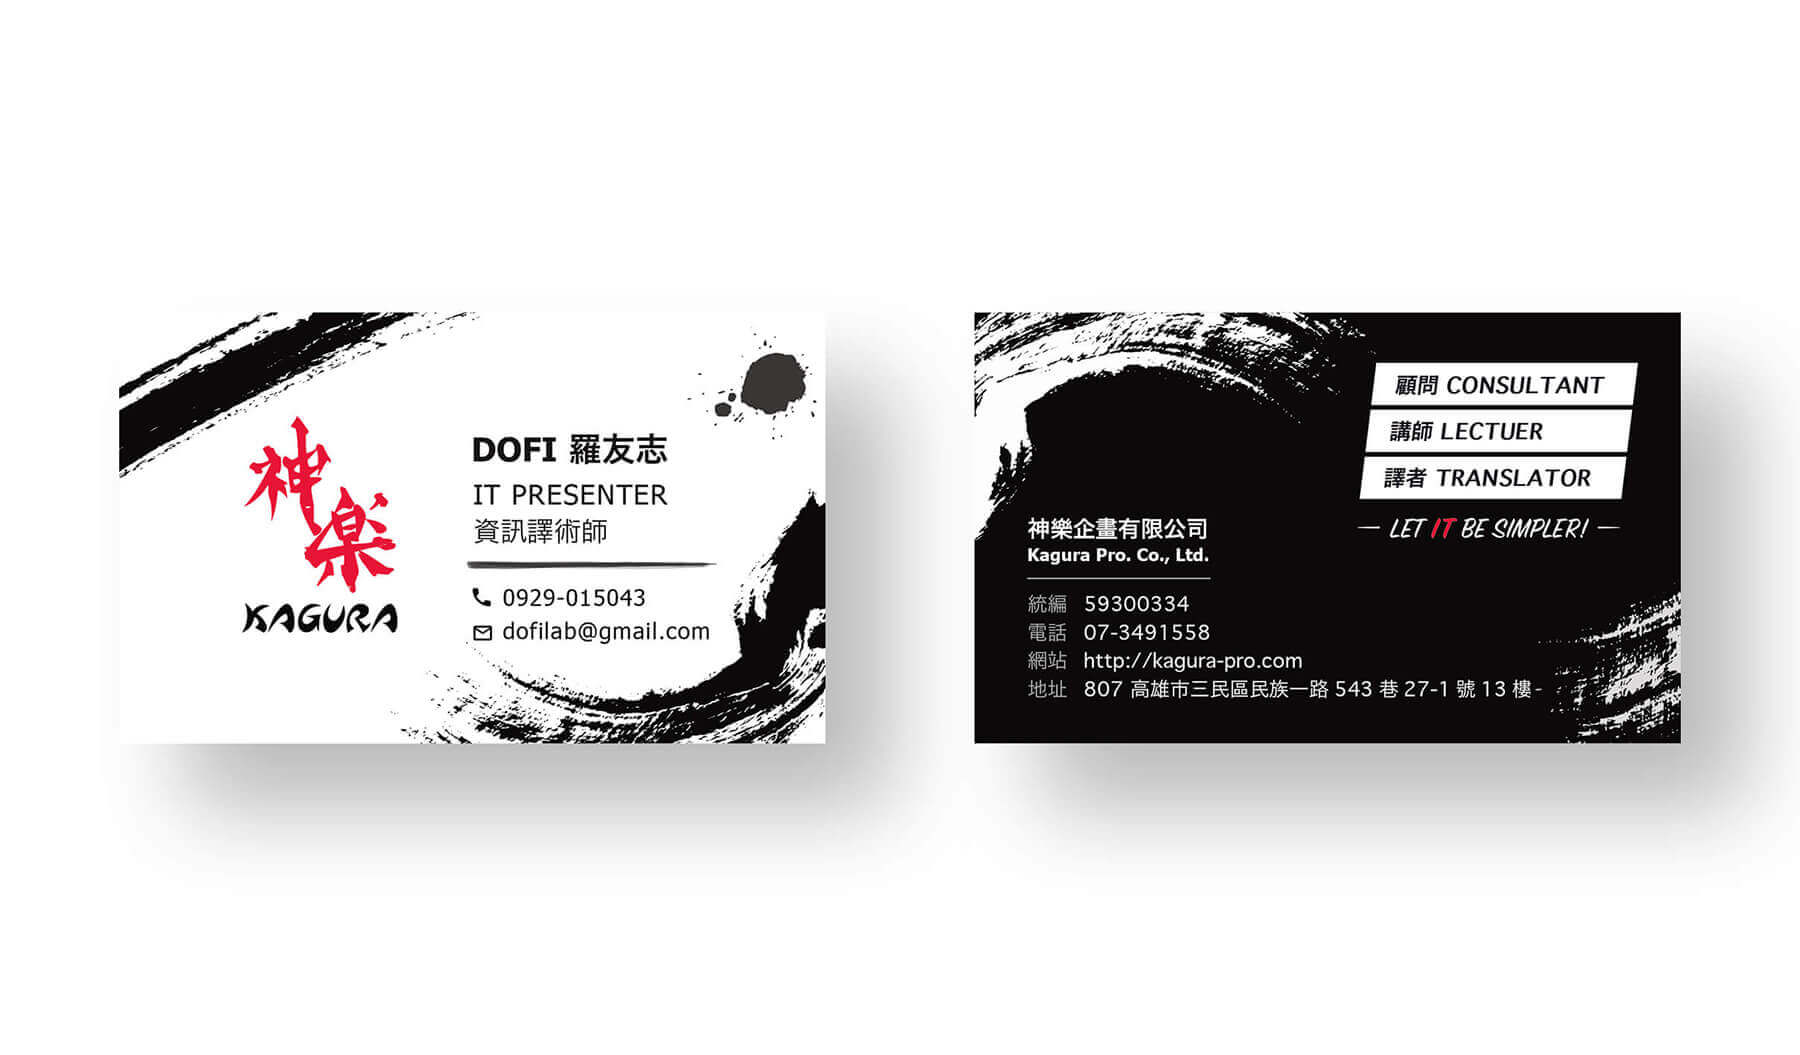 神楽
KAGURA
DOFI 羅友志
IT PRESENTER
資訊譯術師
0929-015043
dofilab@gmail.com
顧問 CONSULTANT
講師 LECTUER
譯者 TRANSLATOR
LET IT BE SIMPLER!
神樂企畫有限公司
Kagura Pro. Co., Ltd.
統編 59300334
電話 07-3491558
網站 http://kagura-pro.com
地址 807 高雄市三民區民族一路 543 巷 27-1 號 13 樓-